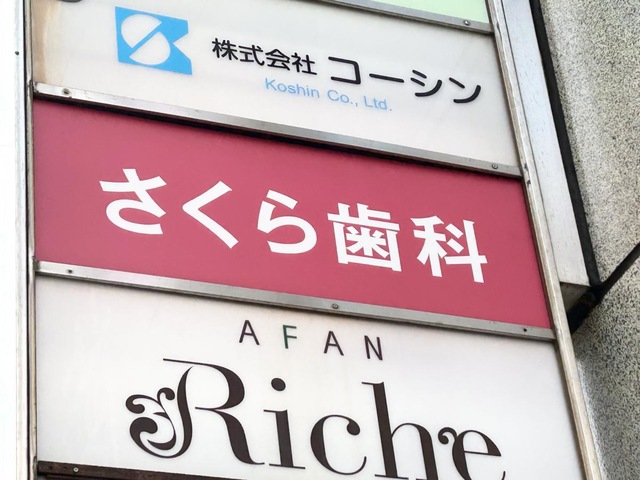 株式会社 コーシン
Koshin Co., Ltd.
さくら歯科
AFAN
Riche